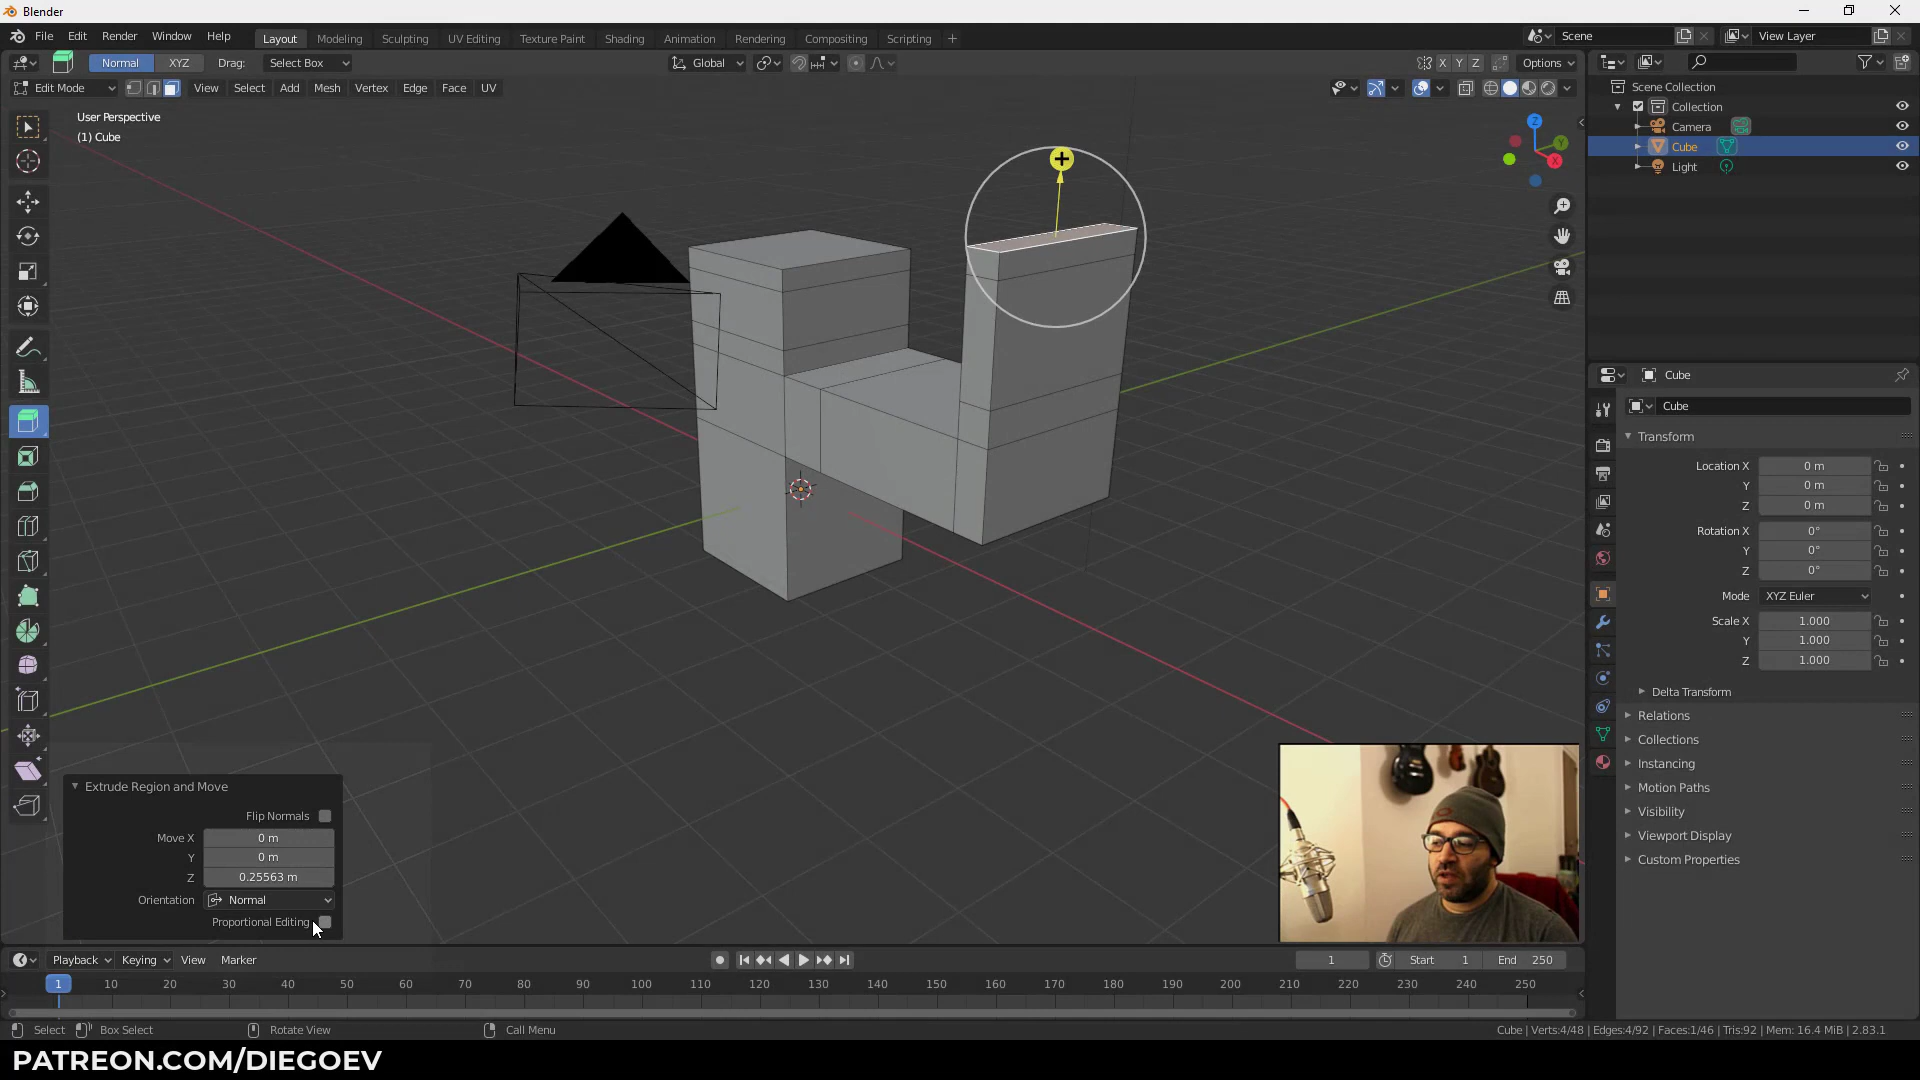 Blender
File Edit Render Window Help
Layout Modeling Sculpting UV Editing Texture Paint Shading Animation Rendering Compositing Scripting +
Scene
View Layer
Normal XYZ Drag: Select Box
Global
X Y Z Options
Edit Mode
View Select Add Mesh Vertex Edge Face UV
User Perspective
(1) Cube
Z
Y
X
Scene Collection
Collection
Camera
Cube
Light
Cube
Cube
Transform
Location X 0 m
Y 0 m
Z 0 m
Rotation X 0°
Y 0°
Z 0°
Mode XYZ Euler
Scale X 1.000
Y 1.000
Z 1.000
Delta Transform
Relations
Collections
Instancing
Motion Paths
Visibility
Viewport Display
Custom Properties
Extrude Region and Move
Flip Normals
Move X 0 m
Y 0 m
Z 0.25563 m
Orientation Normal
Proportional Editing
Playback Keying View Marker
1 Start 1 End 250
1 10 20 30 40 50 60 70 80 90 100 110 120 130 140 150 160 170 180 190 200 210 220 230 240 250
Select Box Select Rotate View Call Menu
Cube | Verts:4/48 | Edges:4/92 | Faces:1/46 | Tris:92 | Mem: 16.4 MiB | 2.83.1
PATREON.COM/DIEGOEV